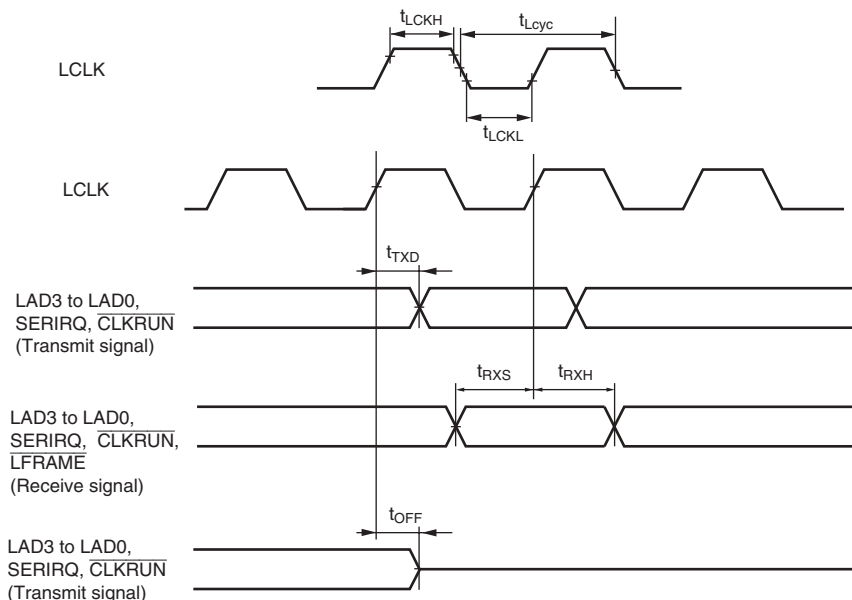 tLCKH
tLcyc
LCLK
tLCKL
LCLK
tTXD
LAD3 to LAD0,
SERIRQ, CLKRUN
(Transmit signal)
tRXS
tRXH
LAD3 to LAD0,
SERIRQ, CLKRUN,
LFRAME
(Receive signal)
tOFF
LAD3 to LAD0,
SERIRQ, CLKRUN
(Transmit signal)